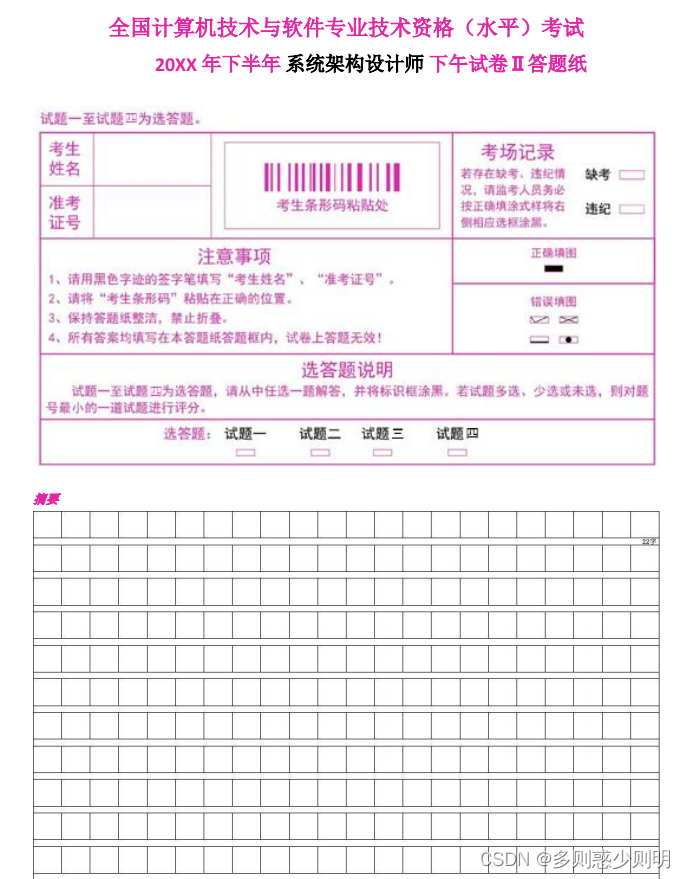 全国计算机技术与软件专业技术资格（水平）考试
20XX 年下半年 系统架构设计师 下午试卷Ⅱ答题纸
试题一至试题四为选答题。
考生
姓名
准考
证号
考生条形码粘贴处
考场记录
若存在缺考、违纪情
况，请监考人员务必
按正确填涂式样将右
侧相应选框涂黑。
缺考
违纪
注意事项
1、请用黑色字迹的签字笔填写“考生姓名”、“准考证号”。
2、请将“考生条形码”粘贴在正确的位置。
3、保持答题纸整洁，禁止折叠。
4、所有答案均填写在本答题纸答题框内，试卷上答题无效！
正确填图
错误填图
选答题说明
试题一至试题四为选答题，请从中任选一题解答，并将标识框涂黑。若试题多选、少选或未选，则对题
号最小的一道试题进行评分。
选答题： 试题一 试题二 试题三 试题四
摘要
22字
CSDN @多则惑少则明